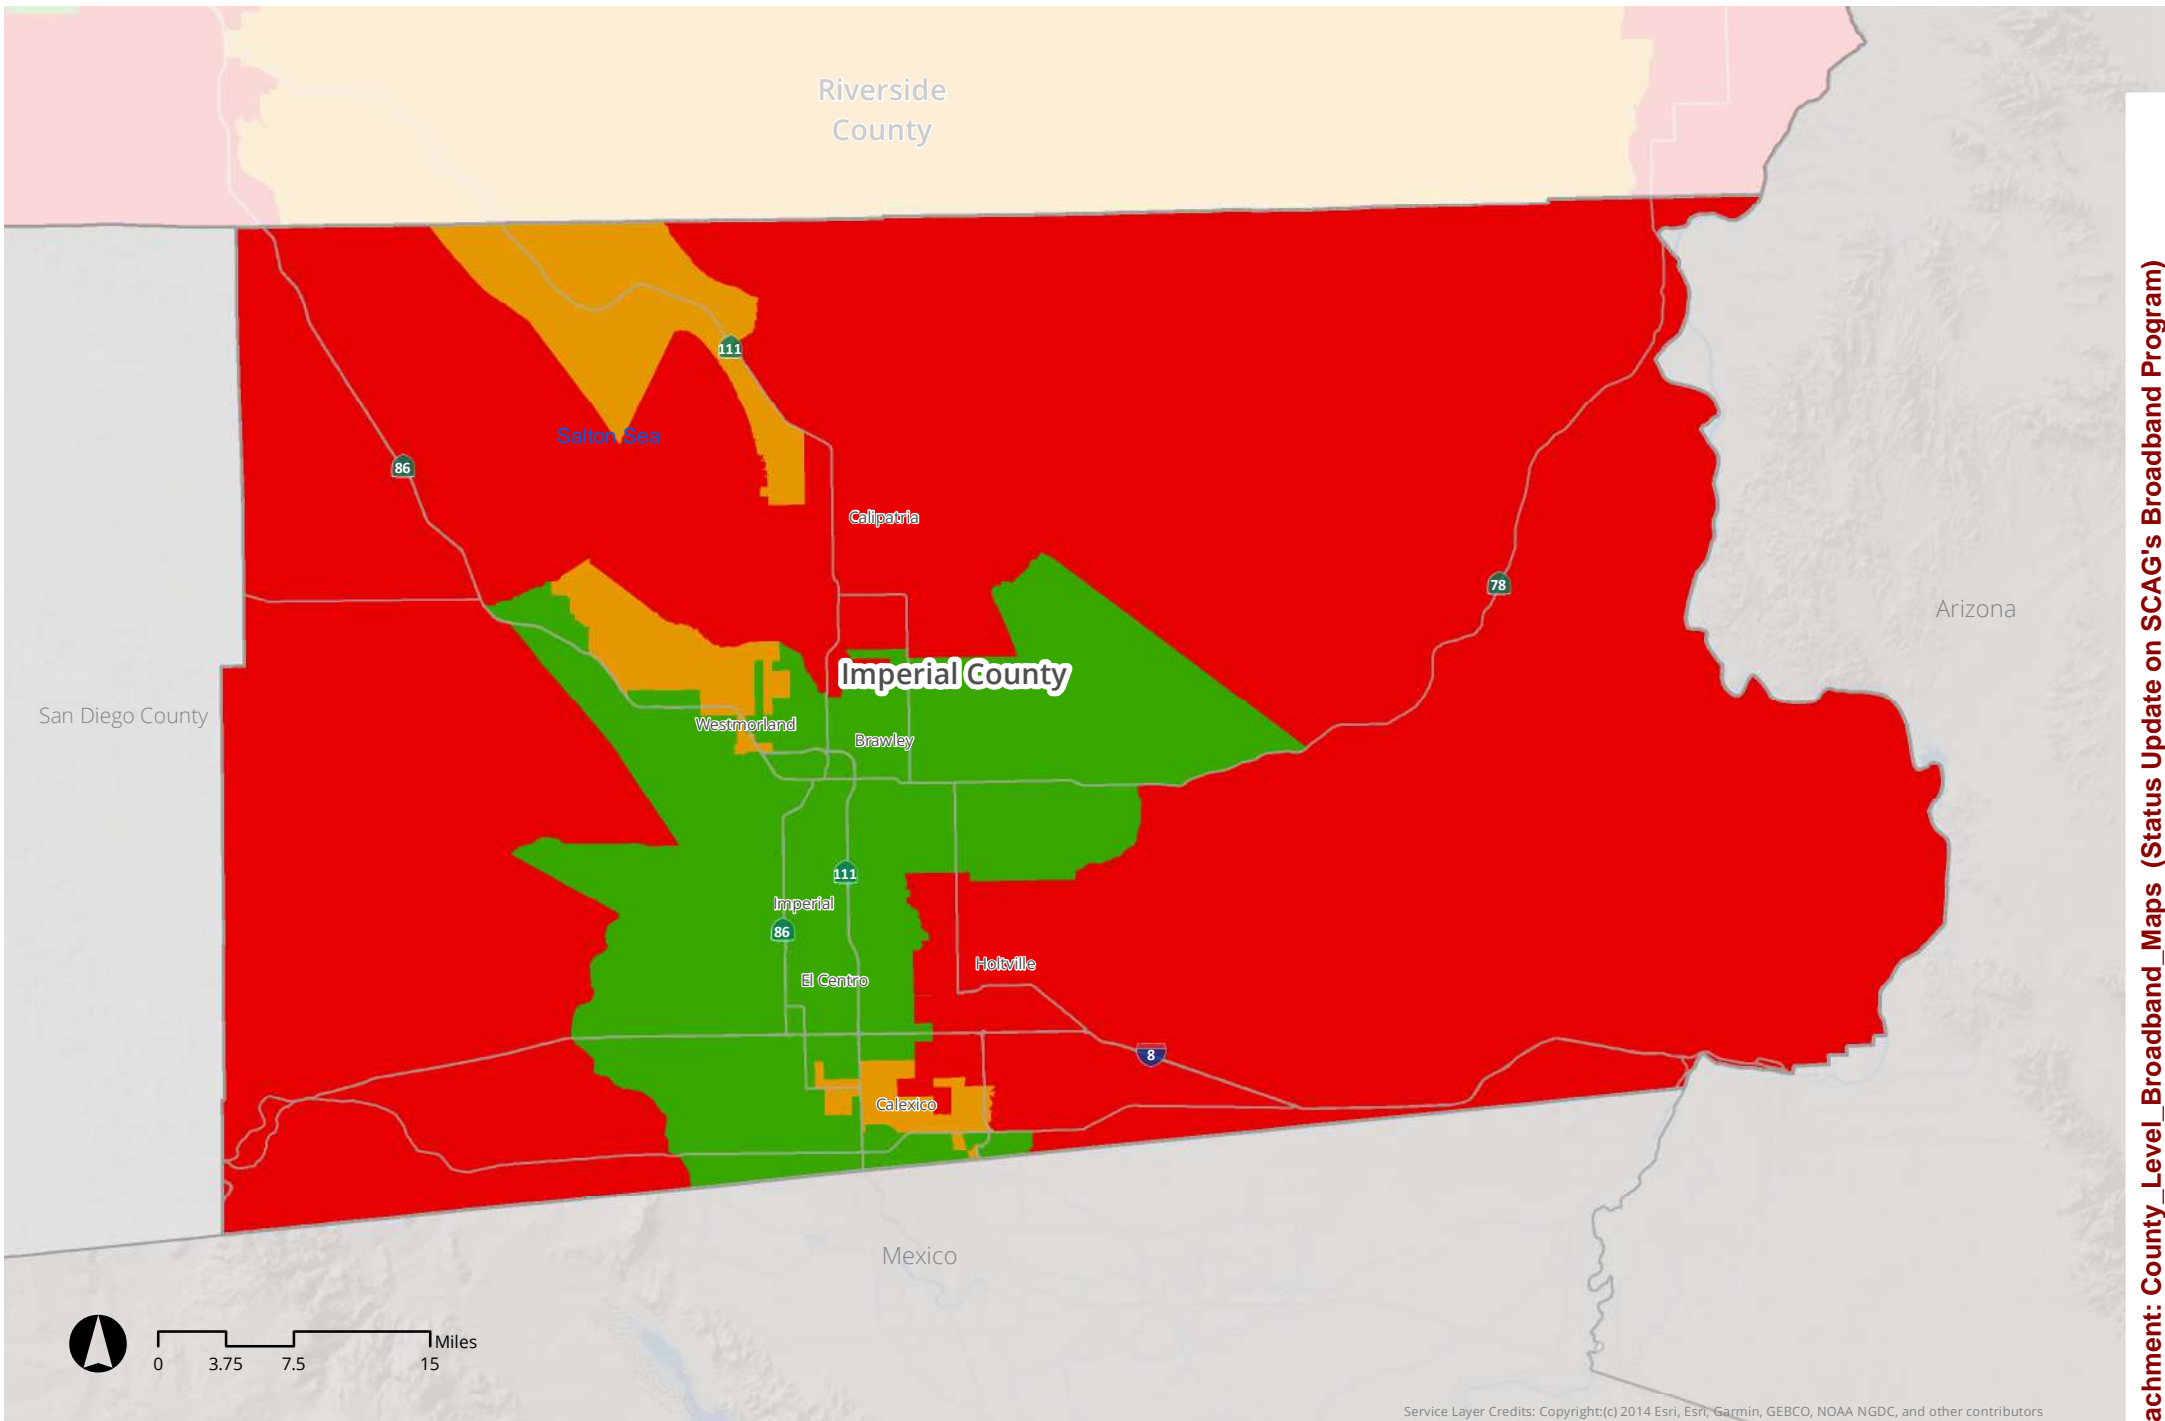 Riverside
County
111
Salton Sea
86
Calipatria
78
Arizona
Imperial County
San Diego County
Westmorland
Brawley
111
Imperial
86
El Centro
Holtville
8
Calexico
Mexico
Miles
0 3.75 7.5 15
Service Layer Credits: Copyright:(c) 2014 Esri, Esri, Garmin, GEBCO, NOAA NGDC, and other contributors
achment: County_Level_Broadband_Maps (Status Update on SCAG's Broadband Program)